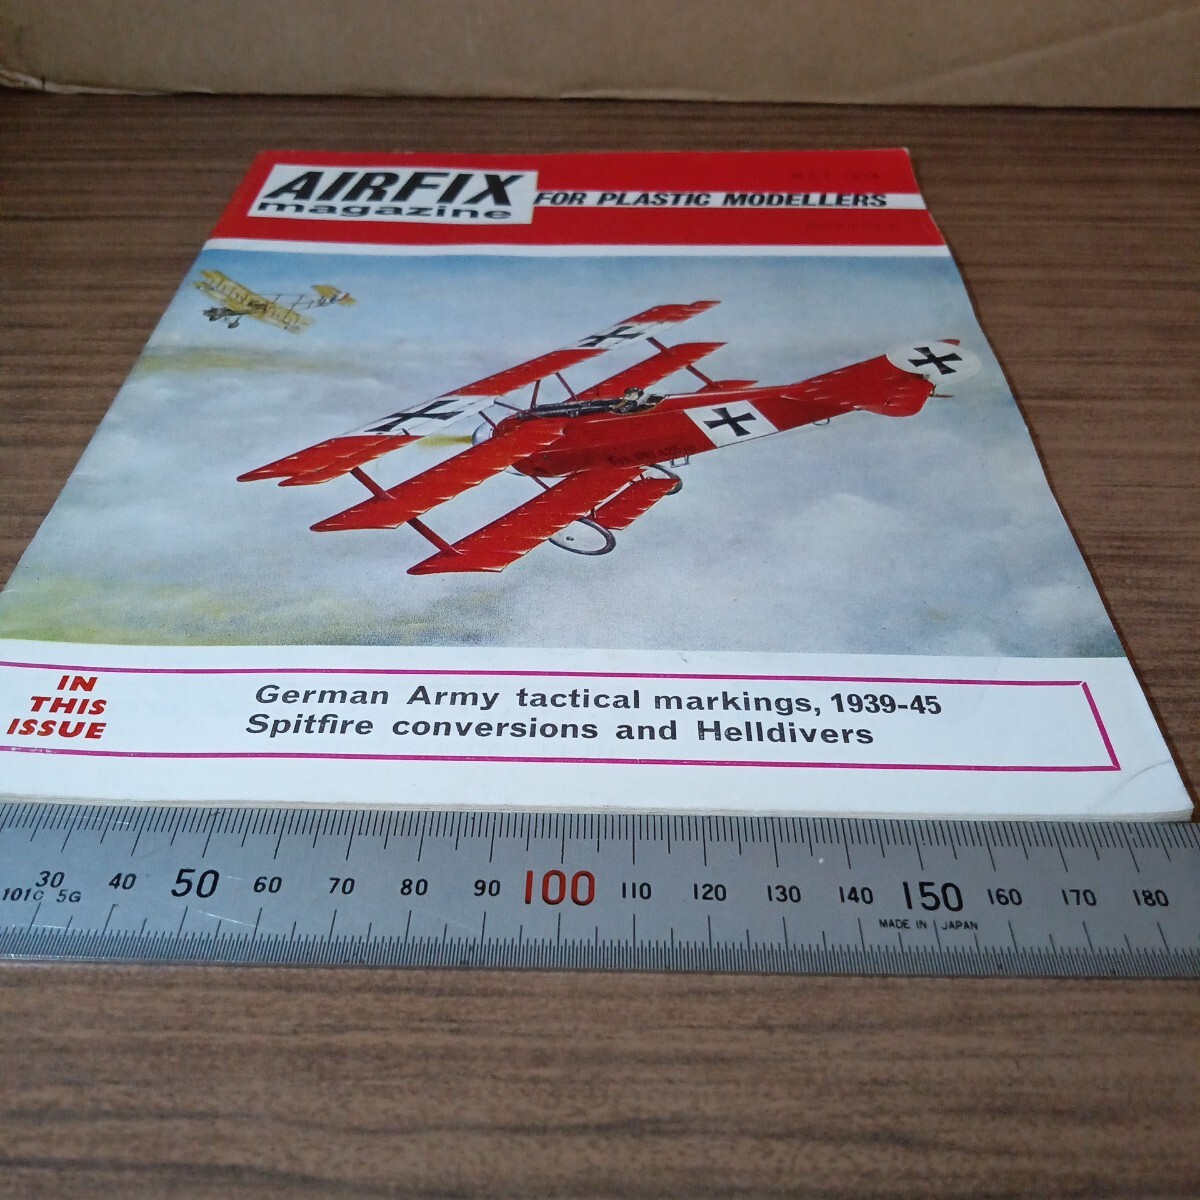 AIRFIX
magazine
FOR PLASTIC MODELLERS
IN
THIS
ISSUE
German Army tactical markings, 1939-45
Spitfire conversions and Helldivers
30 40 50 60 70 80 90 100 110 120 130 140 150 160 170 180
101C 5G
MADE IN JAPAN